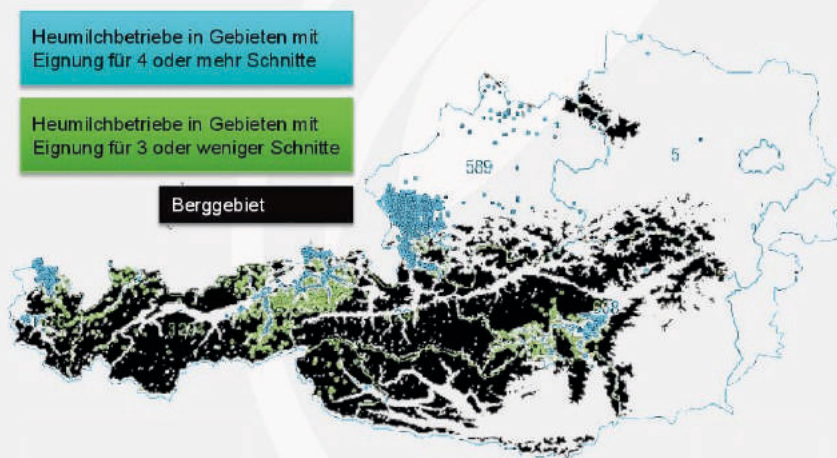 Heumilchbetriebe in Gebieten mit
Eignung für 4 oder mehr Schnitte
Heumilchbetriebe in Gebieten mit
Eignung für 3 oder weniger Schnitte
Berggebiet
589
5